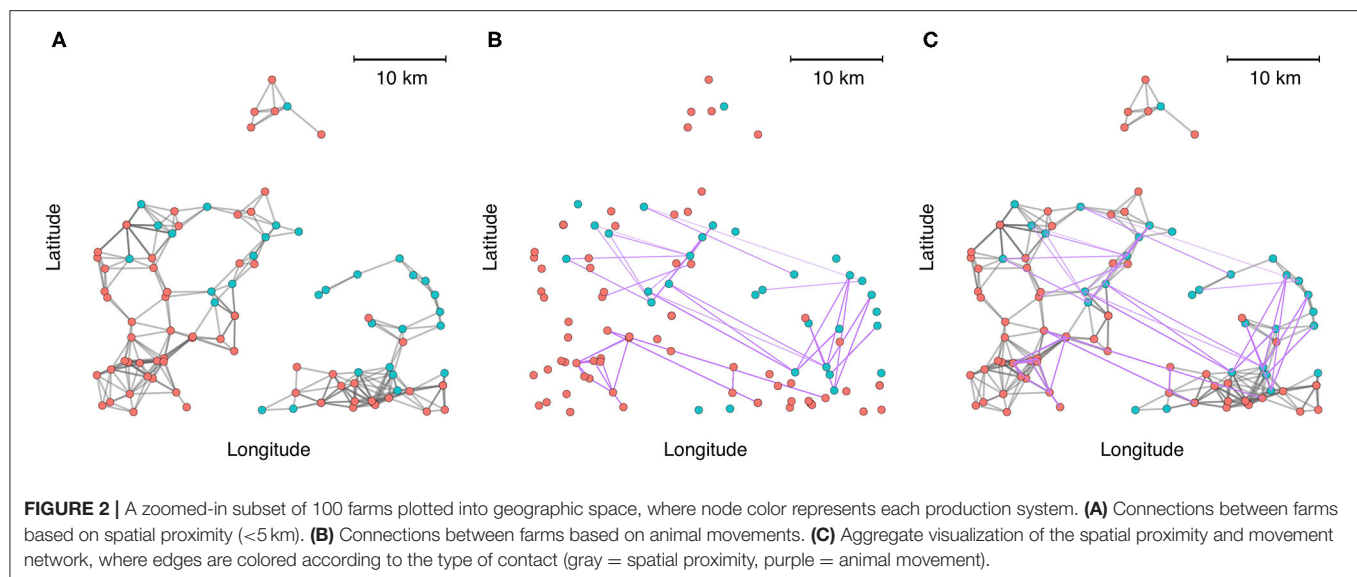 A
B
C
10 km
10 km
10 km
Latitude
Latitude
Latitude
Longitude
Longitude
Longitude
FIGURE 2 | A zoomed-in subset of 100 farms plotted into geographic space, where node color represents each production system. (A) Connections between farms
based on spatial proximity (<5 km). (B) Connections between farms based on animal movements. (C) Aggregate visualization of the spatial proximity and movement
network, where edges are colored according to the type of contact (gray = spatial proximity, purple = animal movement).